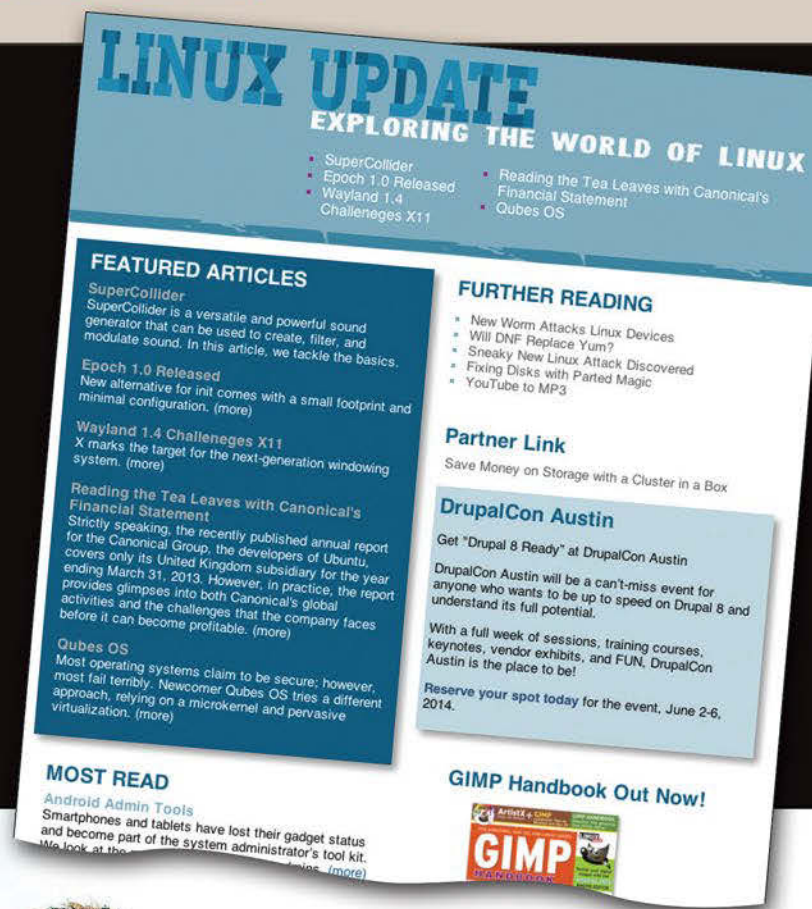 LINUX UPDATE
EXPLORING THE WORLD OF LINUX
SuperCollider
Epoch 1.0 Released
Wayland 1.4
Challeneges X11
Reading the Tea Leaves with Canonical's
Financial Statement
Qubes OS
FEATURED ARTICLES
SuperCollider
SuperCollider is a versatile and powerful sound
generator that can be used to create, filter, and
modulate sound. In this article, we tackle the basics.
Epoch 1.0 Released
New alternative for init comes with a small footprint and
minimal configuration. (more)
Wayland 1.4 Challeneges X11
X marks the target for the next-generation windowing
system. (more)
Reading the Tea Leaves with Canonical's
Financial Statement
Strictly speaking, the recently published annual report
for the Canonical Group, the developers of Ubuntu,
covers only its United Kingdom subsidiary for the year
ending March 31, 2013. However, in practice, the report
provides glimpses into both Canonical's global
activities and the challenges that the company faces
before it can become profitable. (more)
Qubes OS
Most operating systems claim to be secure; however,
most fail terribly. Newcomer Qubes OS tries a different
approach, relying on a microkernel and pervasive
virtualization. (more)
MOST READ
Android Admin Tools
Smartphones and tablets have lost their gadget status
and become part of the system administrator's tool kit.
We look at the
(more)
FURTHER READING
New Worm Attacks Linux Devices
Will DNF Replace Yum?
Sneaky New Linux Attack Discovered
Fixing Disks with Parted Magic
YouTube to MP3
Partner Link
Save Money on Storage with a Cluster in a Box
DrupalCon Austin
Get "Drupal 8 Ready" at DrupalCon Austin
DrupalCon Austin will be a can't-miss event for
anyone who wants to be up to speed on Drupal 8 and
understand its full potential.
With a full week of sessions, training courses,
keynotes, vendor exhibits, and FUN, DrupalCon
Austin is the place to be!
Reserve your spot today for the event, June 2-6,
2014.
GIMP Handbook Out Now!
ArtistX + GIMP
GIMP
HANDBOOK